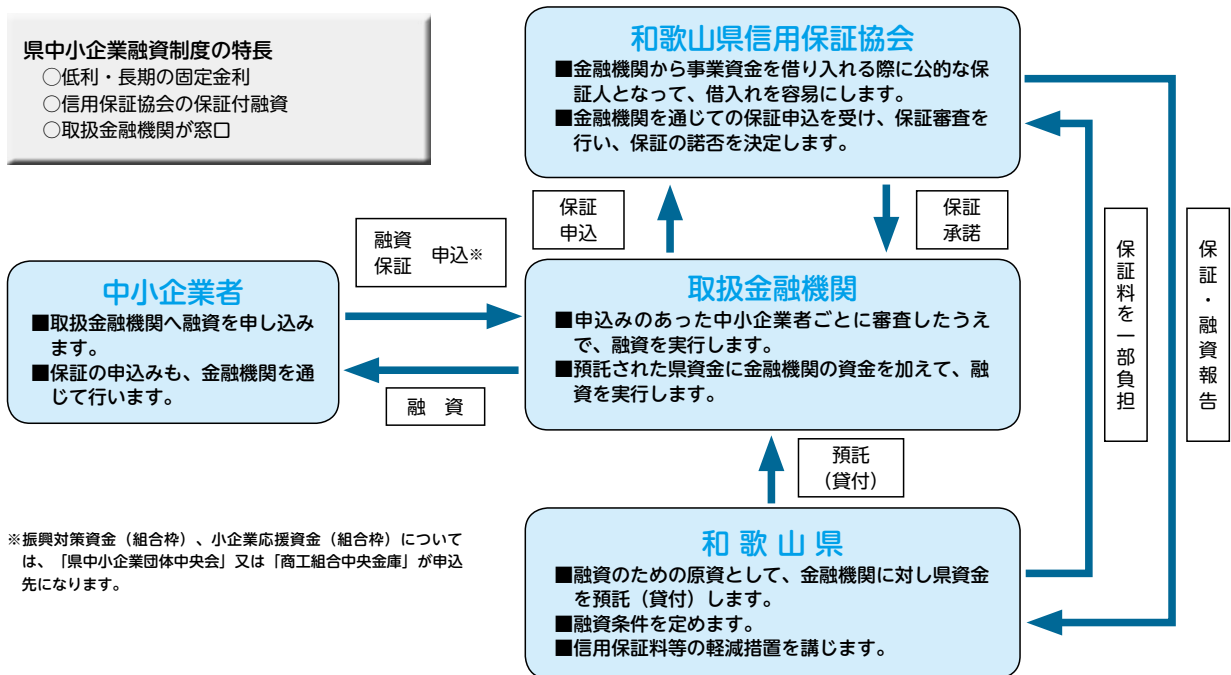 県中小企業融資制度の特長
○低利・長期の固定金利
○信用保証協会の保証付融資
○取扱金融機関が窓口
和歌山県信用保証協会
■金融機関から事業資金を借り入れる際に公的な保
証人となって、借入れを容易にします。
■金融機関を通じての保証申込を受け、保証審査を
行い、保証の諾否を決定します。
保証
申込
保証
承諾
融資
保証
申込※
中小企業者
■取扱金融機関へ融資を申し込み
ます。
■保証の申込みも、金融機関を通
じて行います。
融　資
取扱金融機関
■申込みのあった中小企業者ごとに審査したうえ
で、融資を実行します。
■預託された県資金に金融機関の資金を加えて、融
資を実行します。
保証料を一部負担
保証・融資報告
預託
（貸付）
和 歌 山 県
■融資のための原資として、金融機関に対し県資金
を預託（貸付）します。
■融資条件を定めます。
■信用保証料等の軽減措置を講じます。
※振興対策資金（組合枠）、小企業応援資金（組合枠）について
は、「県中小企業団体中央会」又は「商工組合中央金庫」が申込
先になります。